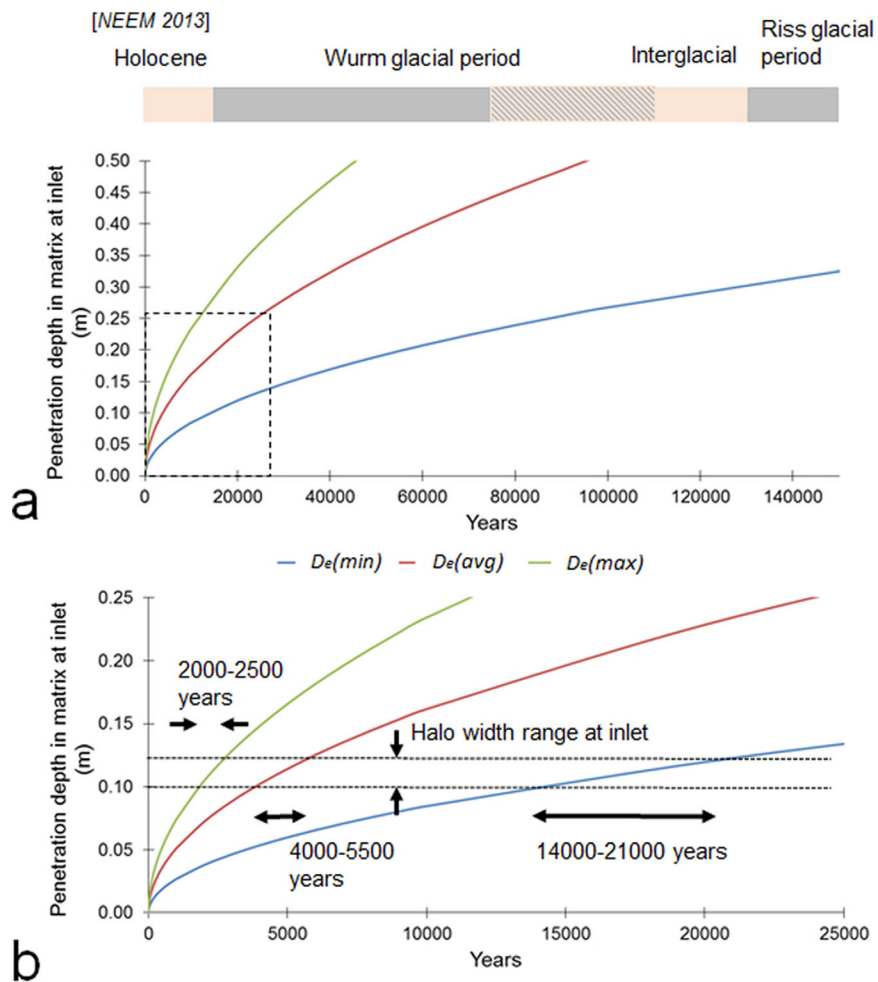 [NEEM 2013]
Holocene
Wurm glacial period
Interglacial
Riss glacial
period
Penetration depth in matrix at inlet
(m)
0.50
0.45
0.40
0.35
0.30
0.25
0.20
0.15
0.10
0.05
0.00
0 20000 40000 60000 80000 100000 120000 140000
Years
a
De(min) De(avg) De(max)
Penetration depth in matrix at inlet
(m)
0.25
0.20
0.15
0.10
0.05
0.00
2000-2500
years
Halo width range at inlet
4000-5500
years
14000-21000 years
0 5000 10000 15000 20000 25000
Years
b